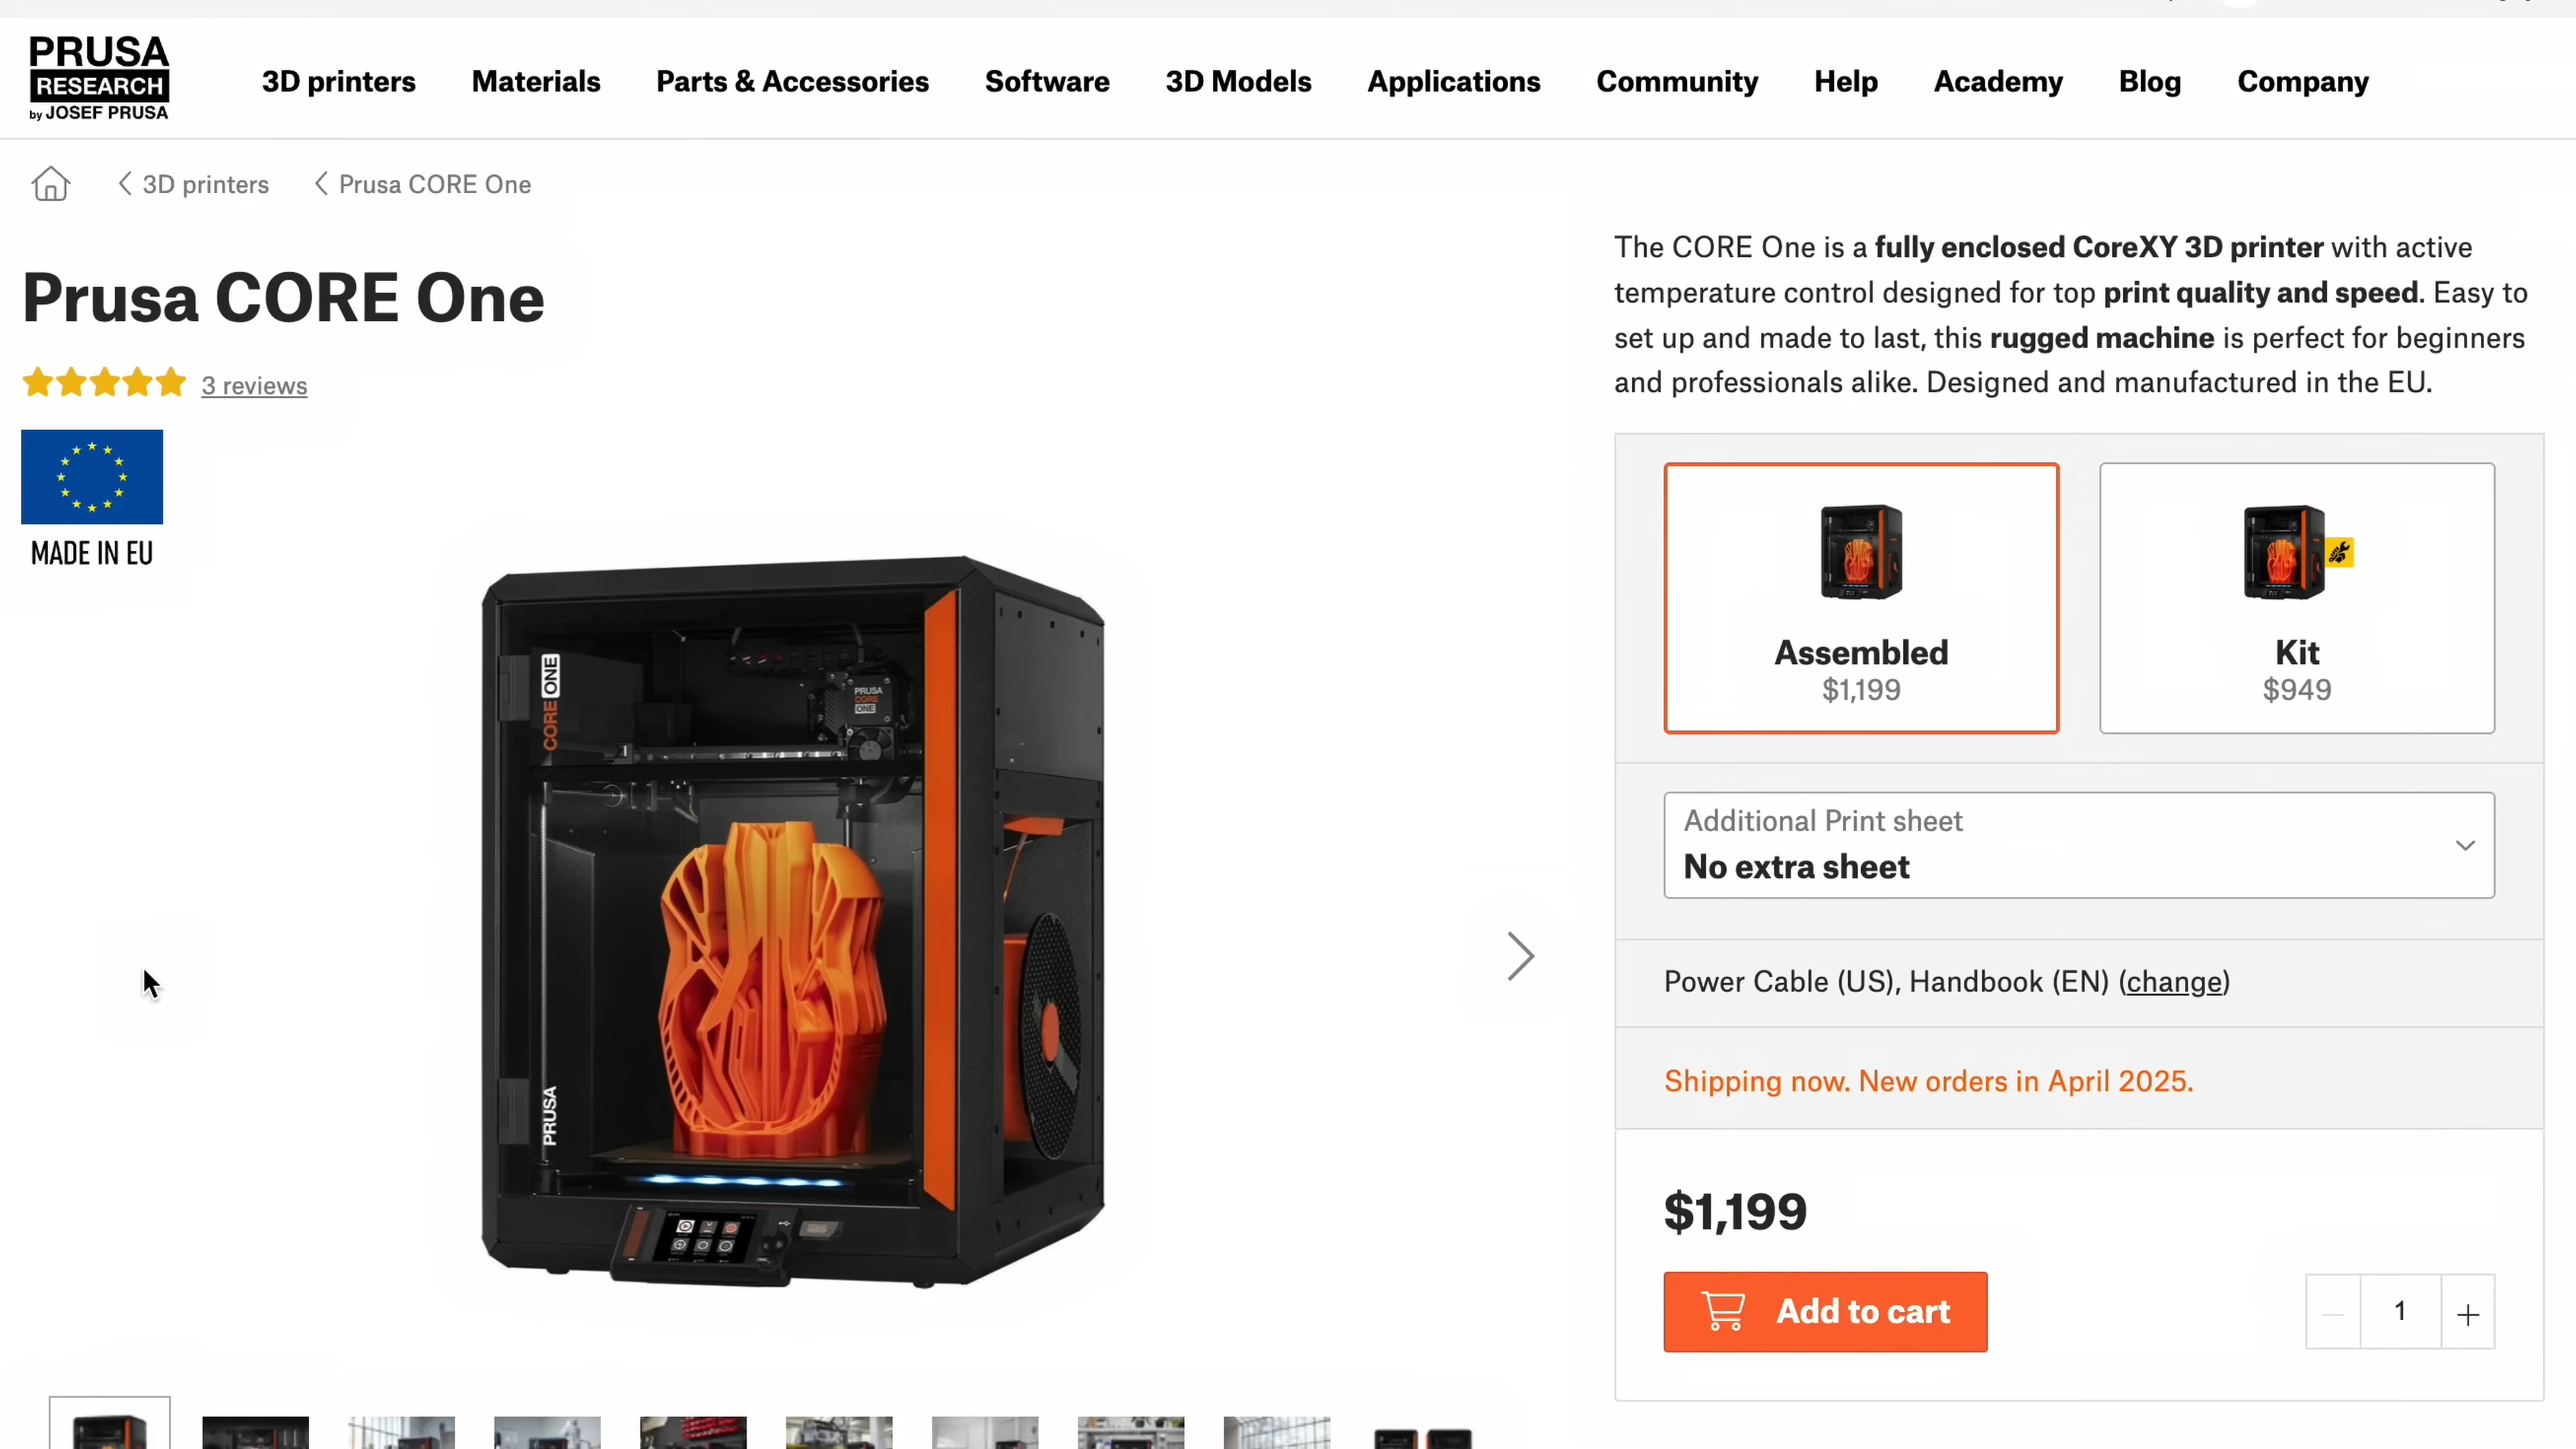 PRUSA
RESEARCH
by JOSEF PRUSA
3D printers
Materials
Parts & Accessories
Software
3D Models
Applications
Community
Help
Academy
Blog
Company
3D printers
Prusa CORE One
Prusa CORE One
3 reviews
MADE IN EU
CORE ONE
PRUSA
CORE
ONE
PRUSA
The CORE One is a fully enclosed CoreXY 3D printer with active
temperature control designed for top print quality and speed. Easy to
set up and made to last, this rugged machine is perfect for beginners
and professionals alike. Designed and manufactured in the EU.
Assembled
$1,199
Kit
$949
Additional Print sheet
No extra sheet
Power Cable (US), Handbook (EN) (change)
Shipping now. New orders in April 2025.
$1,199
Add to cart
1